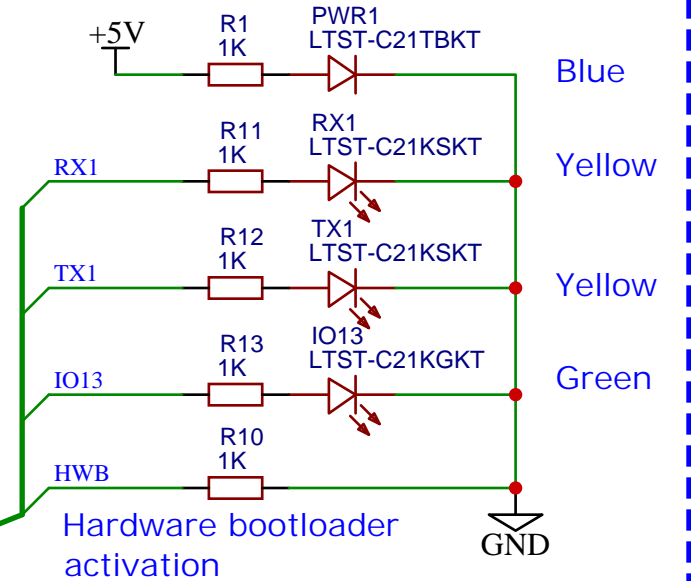 +5V
R1
1K
PWR1
LTST-C21TBKT
Blue
RX1
R11
1K
RX1
LTST-C21KSKT
Yellow
TX1
R12
1K
TX1
LTST-C21KSKT
Yellow
IO13
R13
1K
IO13
LTST-C21KGKT
Green
HWB
R10
1K
Hardware bootloader
activation
GND